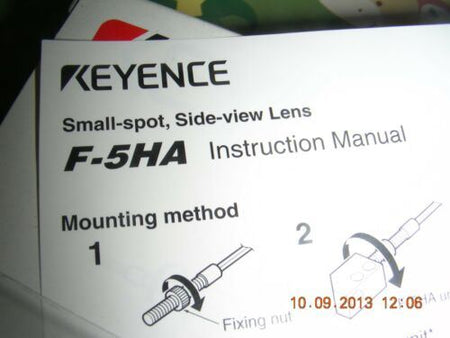 KEYENCE
Small-spot, Side-view Lens
F-5HA Instruction Manual
Mounting method
1
2
Fixing nut
10.09.2013 12:06